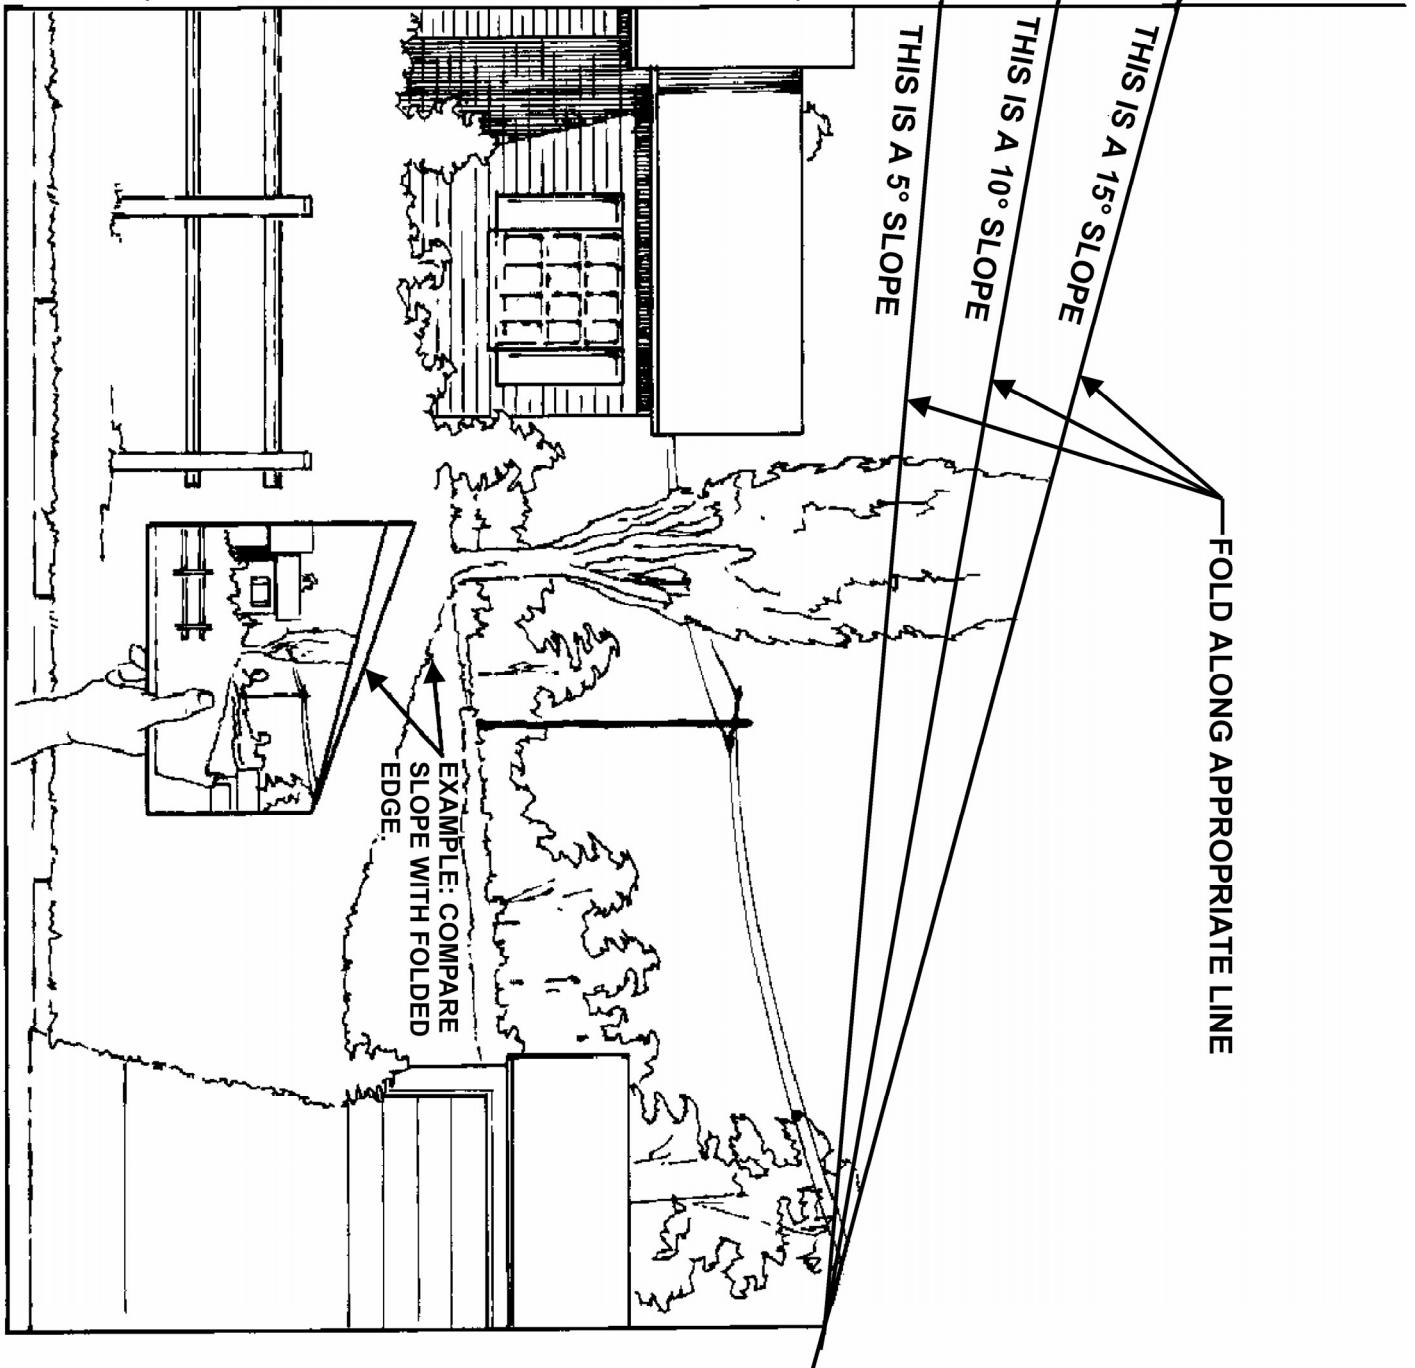 FOLD ALONG APPROPRIATE LINE
THIS IS A 15° SLOPE
THIS IS A 10° SLOPE
THIS IS A 5° SLOPE
EXAMPLE: COMPARE
SLOPE WITH FOLDED
EDGE.